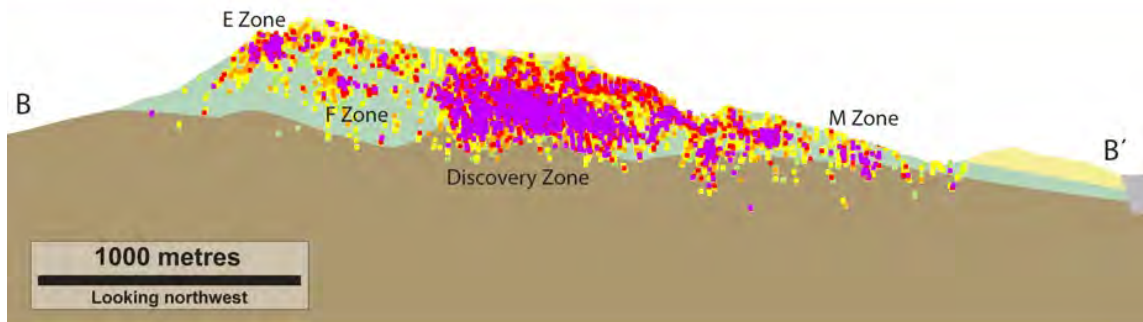 E Zone
B
F Zone
M Zone
B′
Discovery Zone
1000 metres
Looking northwest